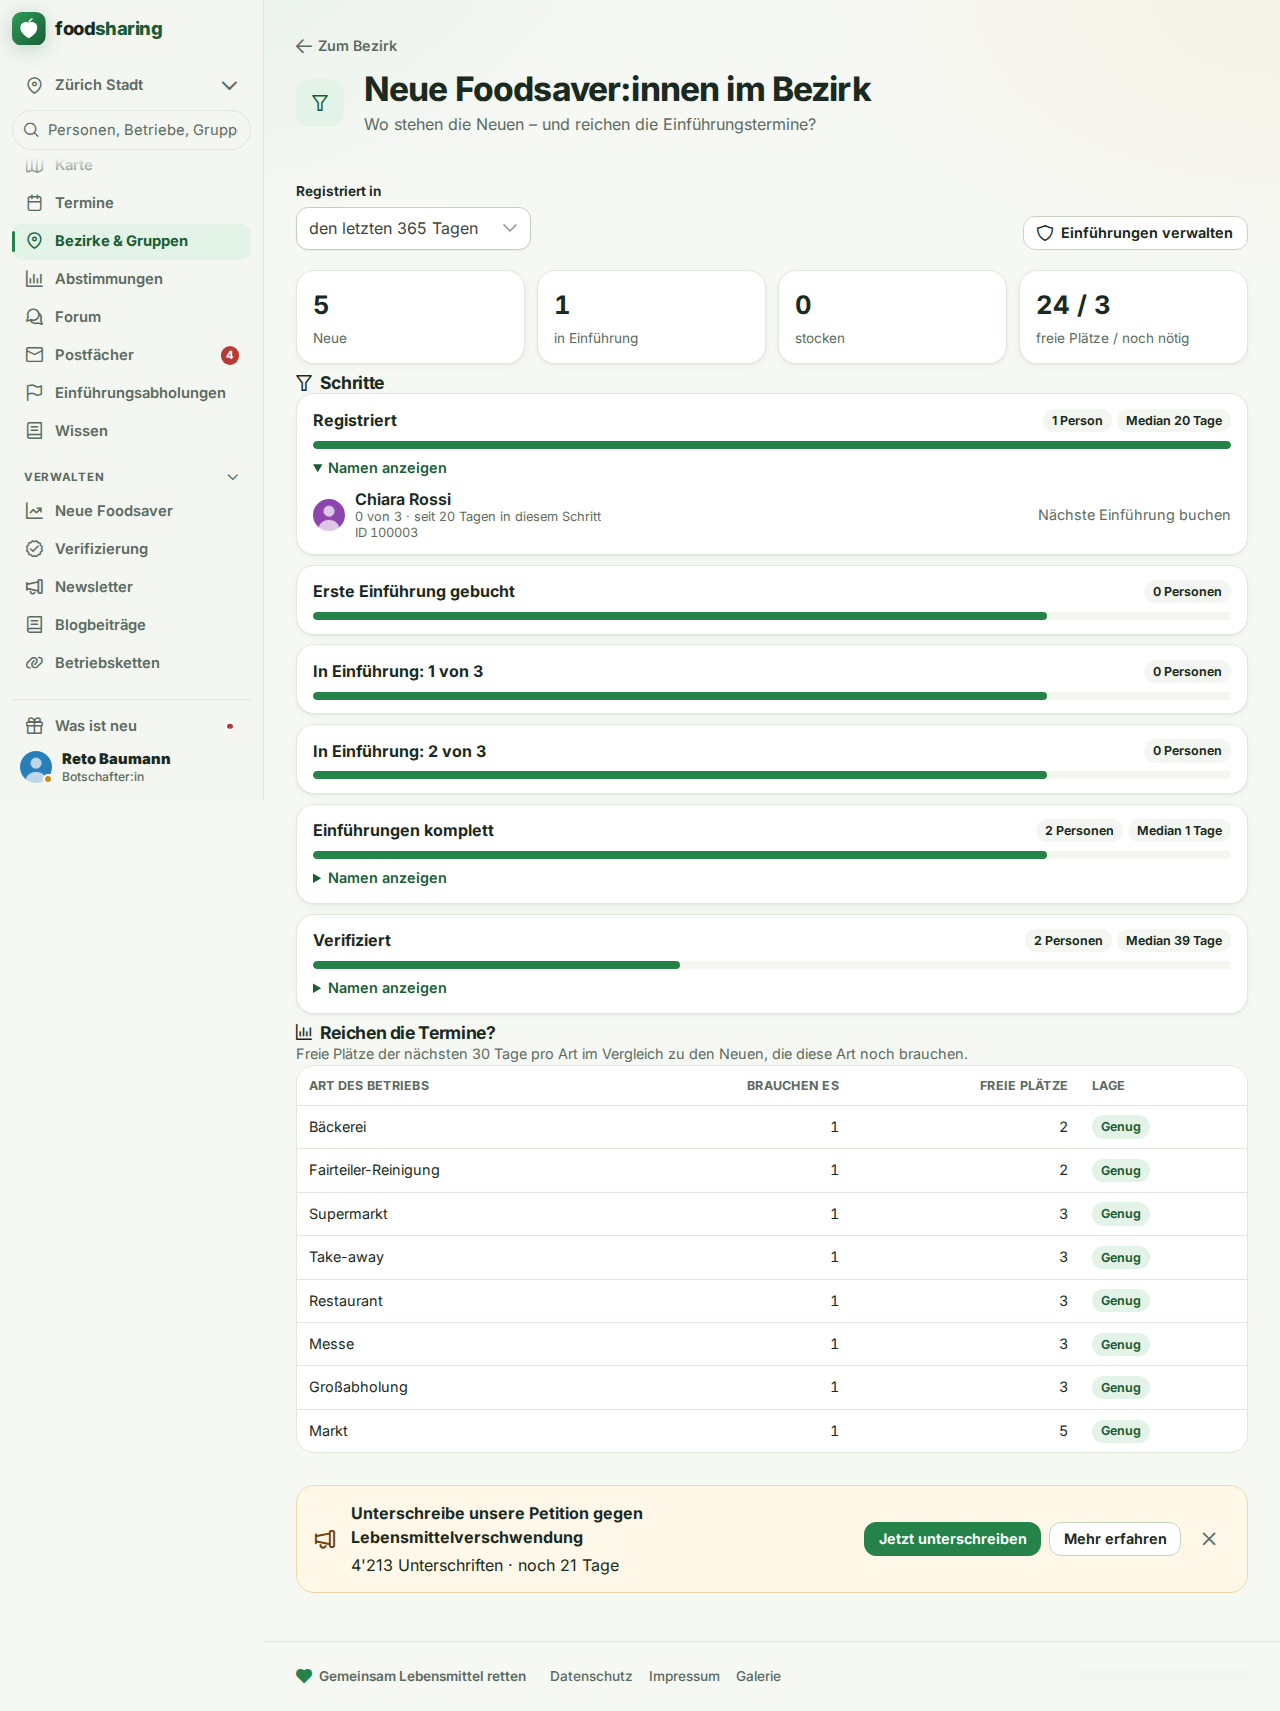 foodsharing
Zürich Stadt
Personen, Betriebe, Grupp
Karte
Termine
Bezirke & Gruppen
Abstimmungen
Forum
Postfächer 4
Einführungsabholungen
Wissen
VERWALTEN
Neue Foodsaver
Verifizierung
Newsletter
Blogbeiträge
Betriebsketten
Was ist neu
Reto Baumann
Botschafter:in
Zum Bezirk
Neue Foodsaver:innen im Bezirk
Wo stehen die Neuen – und reichen die Einführungstermine?
Registriert in
den letzten 365 Tagen
Einführungen verwalten
5
Neue
1
in Einführung
0
stocken
24 / 3
freie Plätze / noch nötig
Schritte
Registriert 1 Person Median 20 Tage
Namen anzeigen
Chiara Rossi
0 von 3 · seit 20 Tagen in diesem Schritt
ID 100003
Nächste Einführung buchen
Erste Einführung gebucht 0 Personen
In Einführung: 1 von 3 0 Personen
In Einführung: 2 von 3 0 Personen
Einführungen komplett 2 Personen Median 1 Tage
Namen anzeigen
Verifiziert 2 Personen Median 39 Tage
Namen anzeigen
Reichen die Termine?
Freie Plätze der nächsten 30 Tage pro Art im Vergleich zu den Neuen, die diese Art noch brauchen.
ART DES BETRIEBS BRAUCHEN ES FREIE PLÄTZE LAGE
Bäckerei 1 2 Genug
Fairteiler-Reinigung 1 2 Genug
Supermarkt 1 3 Genug
Take-away 1 3 Genug
Restaurant 1 3 Genug
Messe 1 3 Genug
Großabholung 1 3 Genug
Markt 1 5 Genug
Unterschreibe unsere Petition gegen
Lebensmittelverschwendung
4'213 Unterschriften · noch 21 Tage
Jetzt unterschreiben
Mehr erfahren
Gemeinsam Lebensmittel retten Datenschutz Impressum Galerie